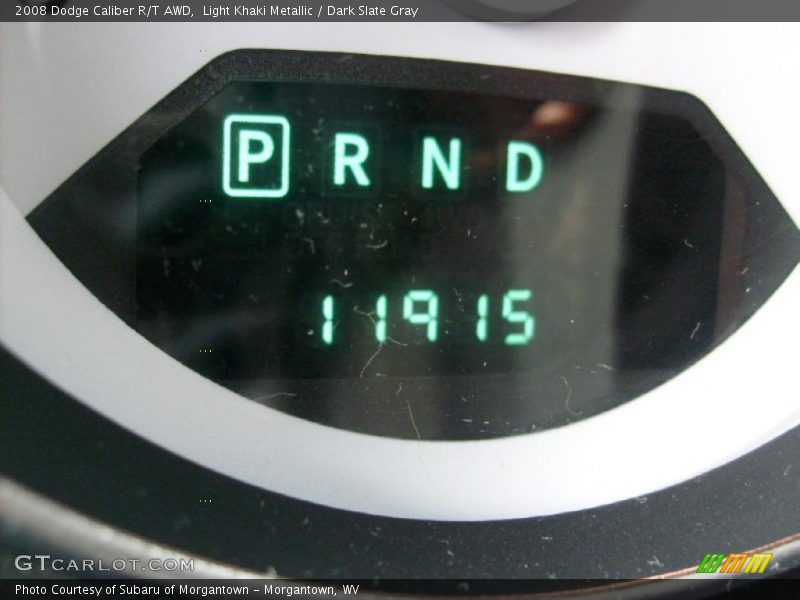 2008 Dodge Caliber R/T AWD,  Light Khaki Metallic / Dark Slate Gray
P R N D
11915
GTCARLOT.COM
Photo Courtesy of Subaru of Morgantown - Morgantown, WV